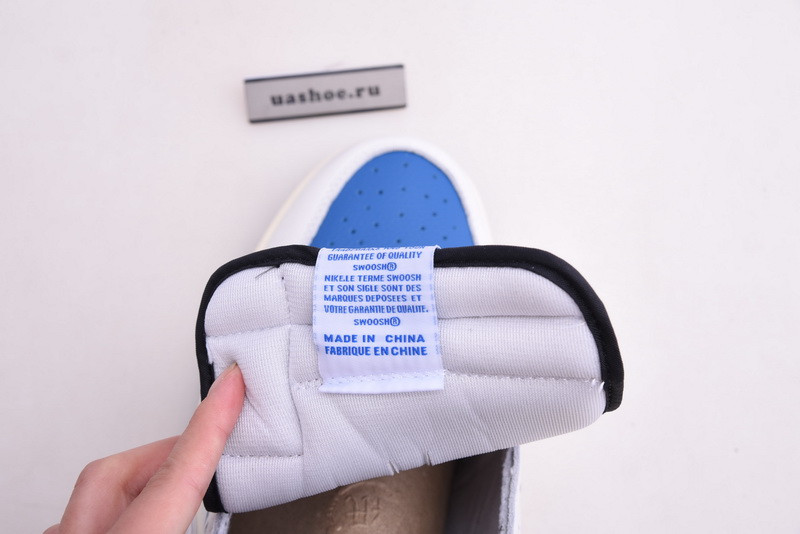 uashoe.ru
GUARANTEE OF QUALITY
SWOOSH®
NIKE.LE TERME SWOOSH
ET SON SIGLE SONT DES
MARQUES DEPOSEES ET
VOTRE GARANTIE DE QUALITE.
SWOOSH®
MADE IN CHINA
FABRIQUE EN CHINE